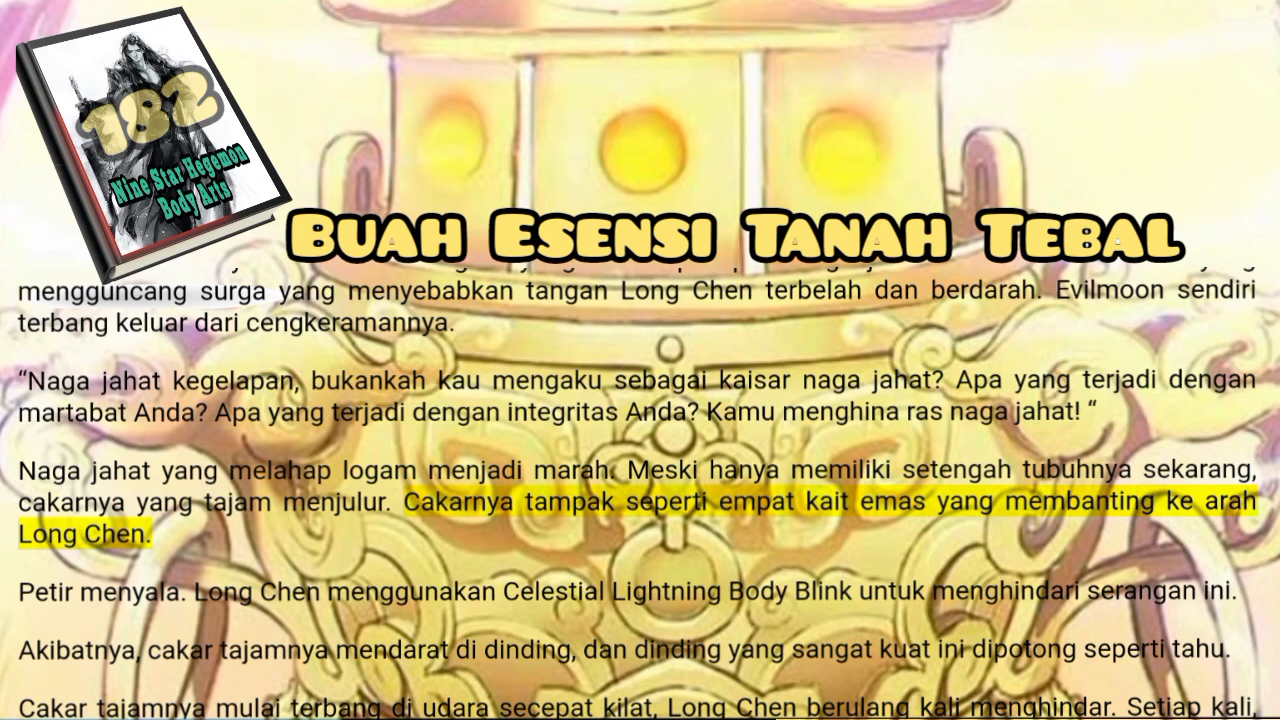 182
Nine Star Hegemon
Body Arts
BUAH ESENSI TANAH TEBAL
mengguncang surga yang menyebabkan tangan Long Chen terbelah dan berdarah. Evilmoon sendiri
terbang keluar dari cengkeramannya.
“Naga jahat kegelapan, bukankah kau mengaku sebagai kaisar naga jahat? Apa yang terjadi dengan
martabat Anda? Apa yang terjadi dengan integritas Anda? Kamu menghina ras naga jahat! “
Naga jahat yang melahap logam menjadi marah. Meski hanya memiliki setengah tubuhnya sekarang,
cakarnya yang tajam menjulur. Cakarnya tampak seperti empat kait emas yang membanting ke arah
Long Chen.
Petir menyala. Long Chen menggunakan Celestial Lightning Body Blink untuk menghindari serangan ini.
Akibatnya, cakar tajamnya mendarat di dinding, dan dinding yang sangat kuat ini dipotong seperti tahu.
Cakar tajamnya mulai terbang di udara secepat kilat, Long Chen berulang kali menghindar. Setiap kali,